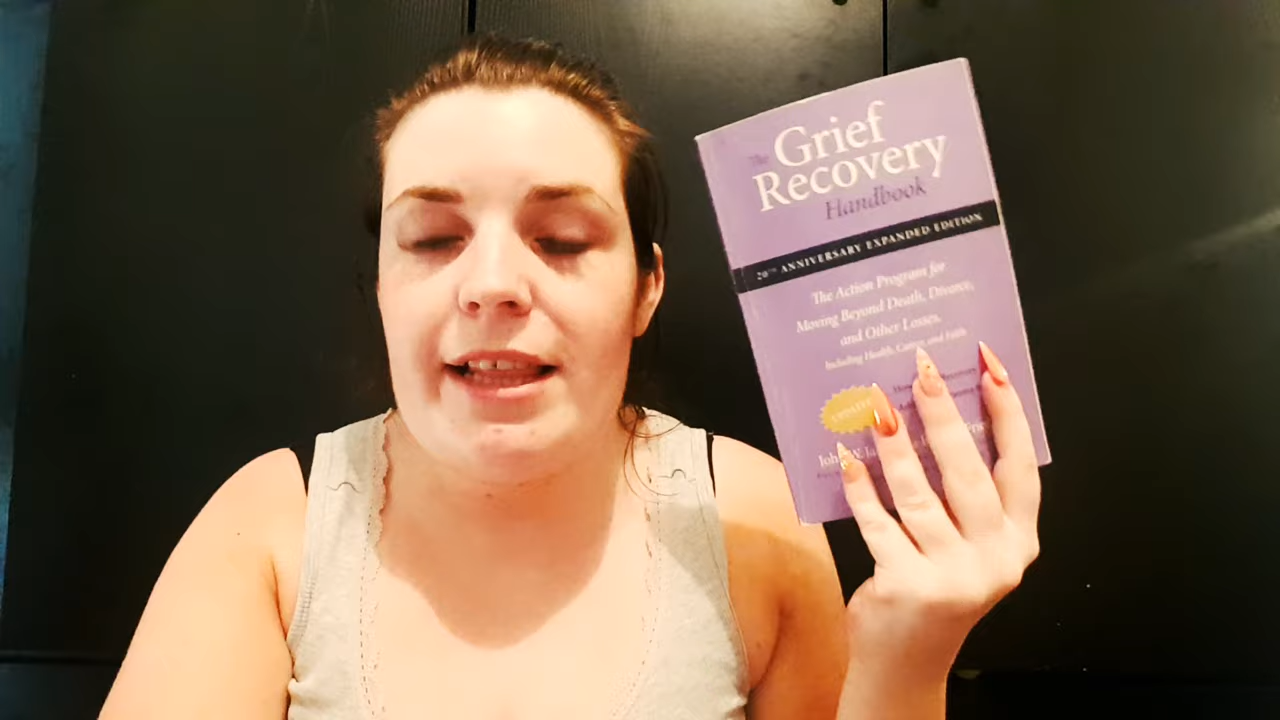 The
Grief
Recovery
Handbook
20TH ANNIVERSARY EXPANDED EDITION
The Action Program for
Moving Beyond Death, Divorce,
and Other Losses,
Including Health, Career, and Faith
John W.